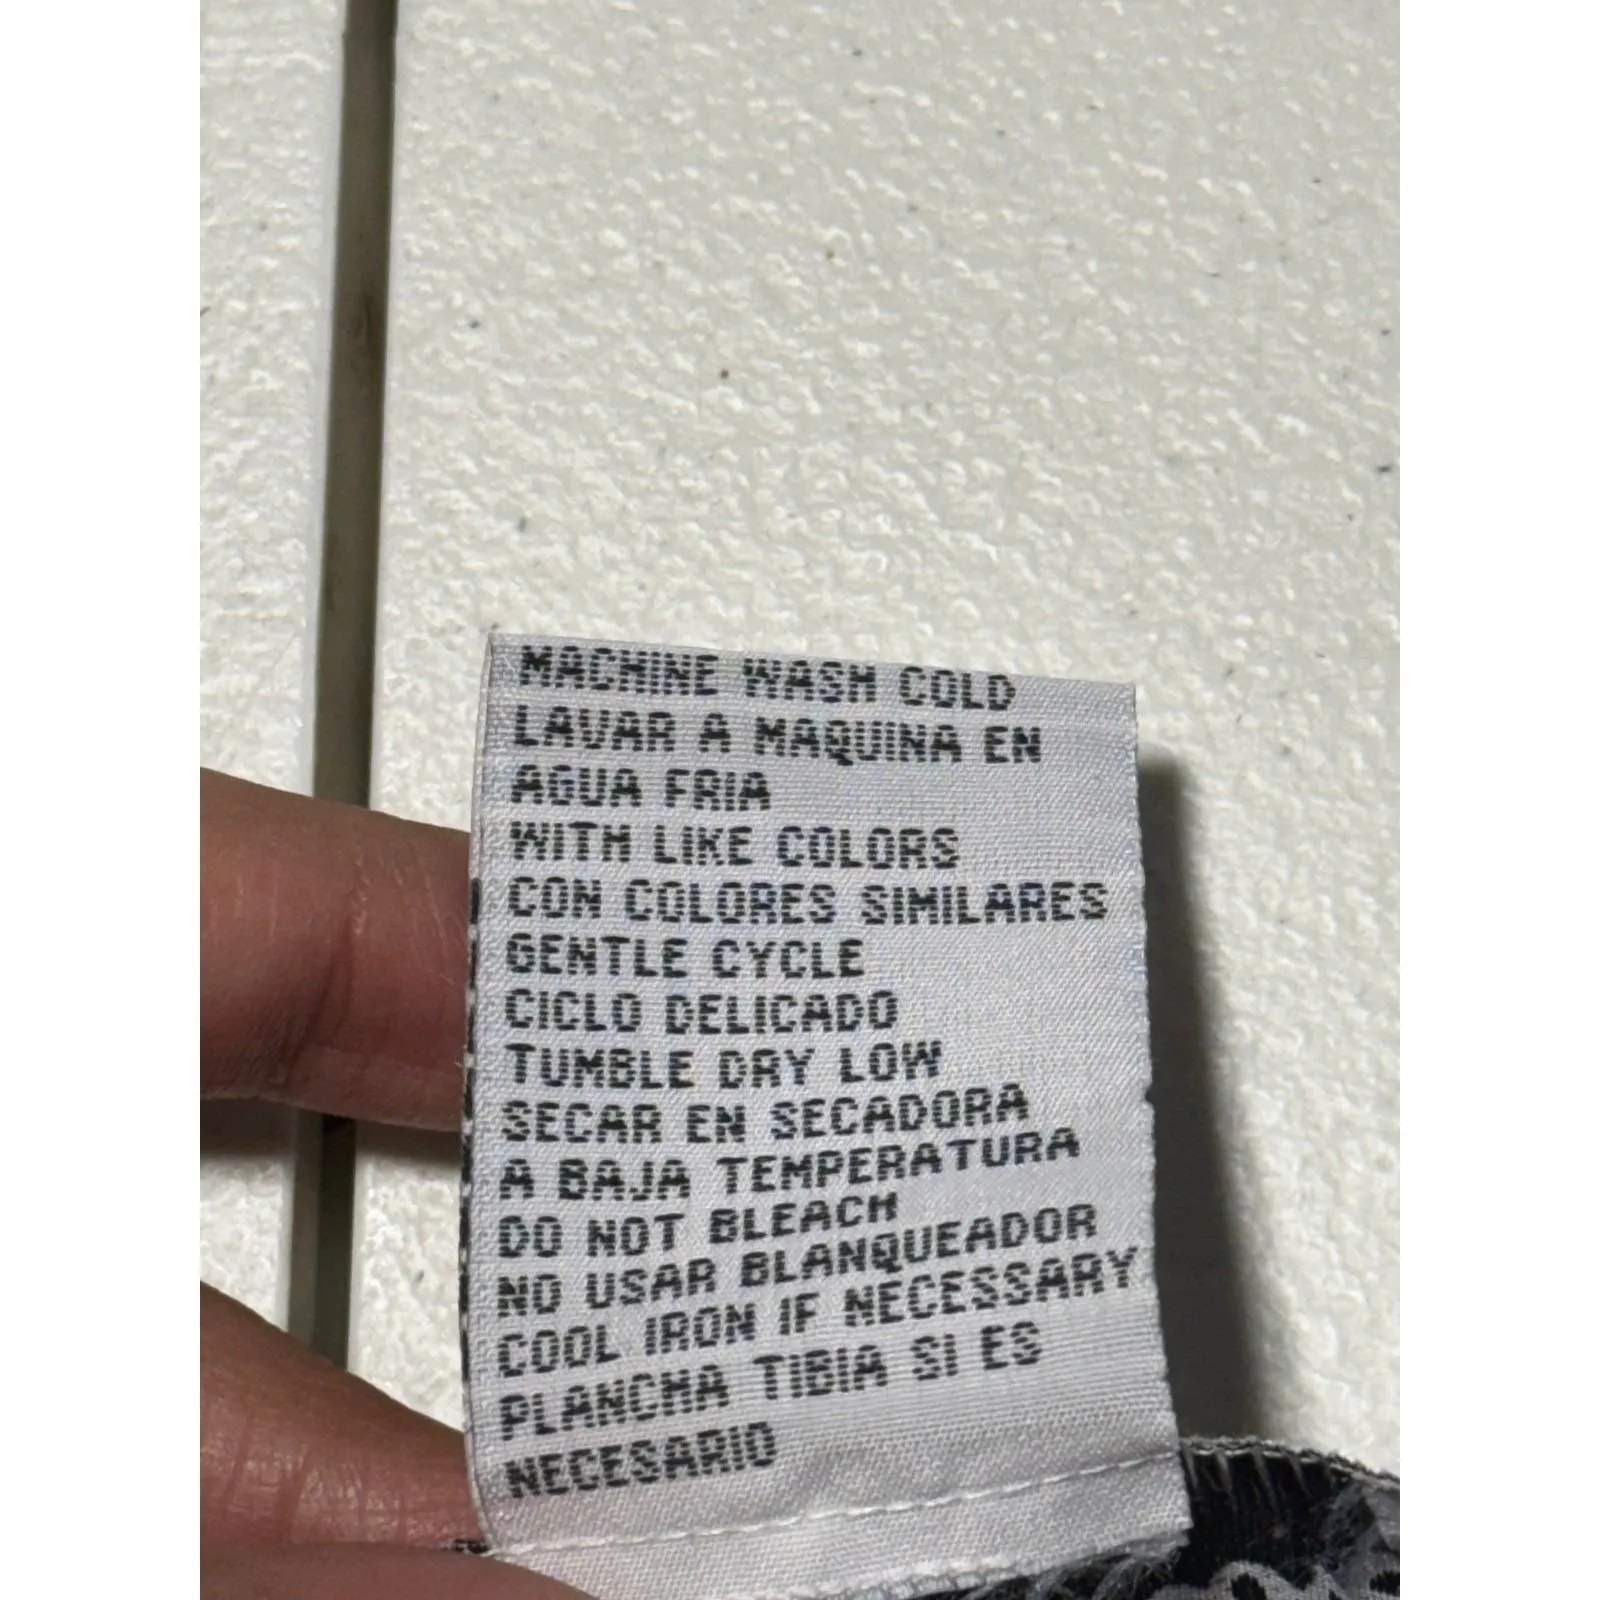 MACHINE WASH COLD
LAVAR A MAQUINA EN
AGUA FRIA
WITH LIKE COLORS
CON COLORES SIMILARES
GENTLE CYCLE
CICLO DELICADO
TUMBLE DRY LOW
SECAR EN SECADORA
A BAJA TEMPERATURA
DO NOT BLEACH
NO USAR BLANQUEADOR
COOL IRON IF NECESSARY
PLANCHA TIBIA SI ES
NECESARIO